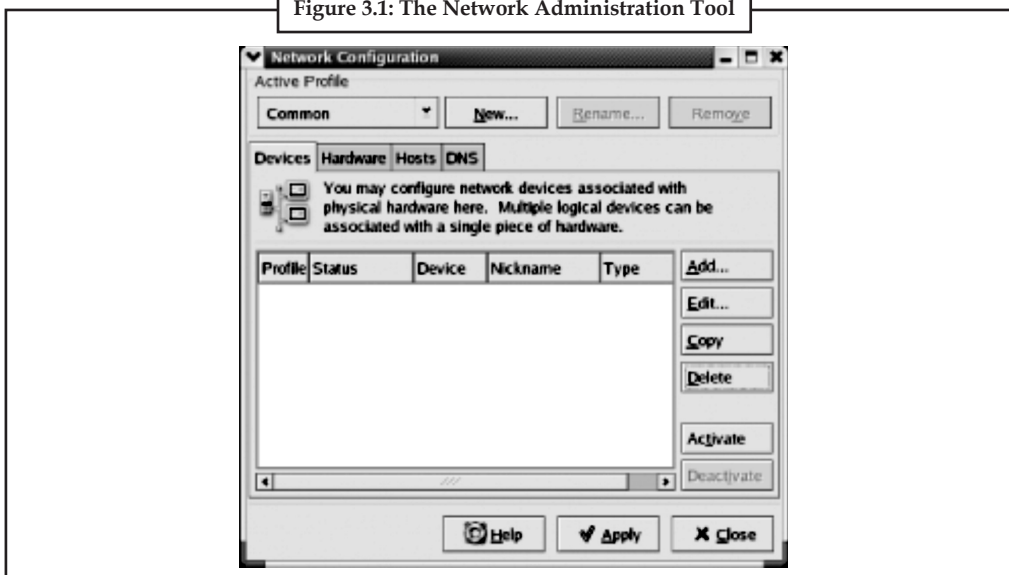 Figure 3.1: The Network Administration Tool
Network Configuration
Active Profile
Common New... Rename... Remove
Devices Hardware Hosts DNS
You may configure network devices associated with
physical hardware here. Multiple logical devices can be
associated with a single piece of hardware.
Profile Status Device Nickname Type
Add...
Edit...
Copy
Delete
Activate
Deactivate
Help Apply Close